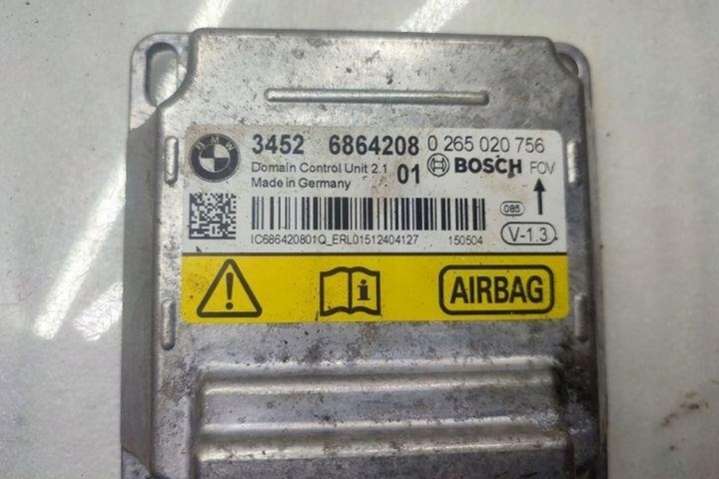 BMW
3452 6864208 0 265 020 756
Domain Control Unit 2.1 01 BOSCH FOV
Made in Germany
085
IC686420801Q_ERL01512404127 150504 V-1.3
AIRBAG